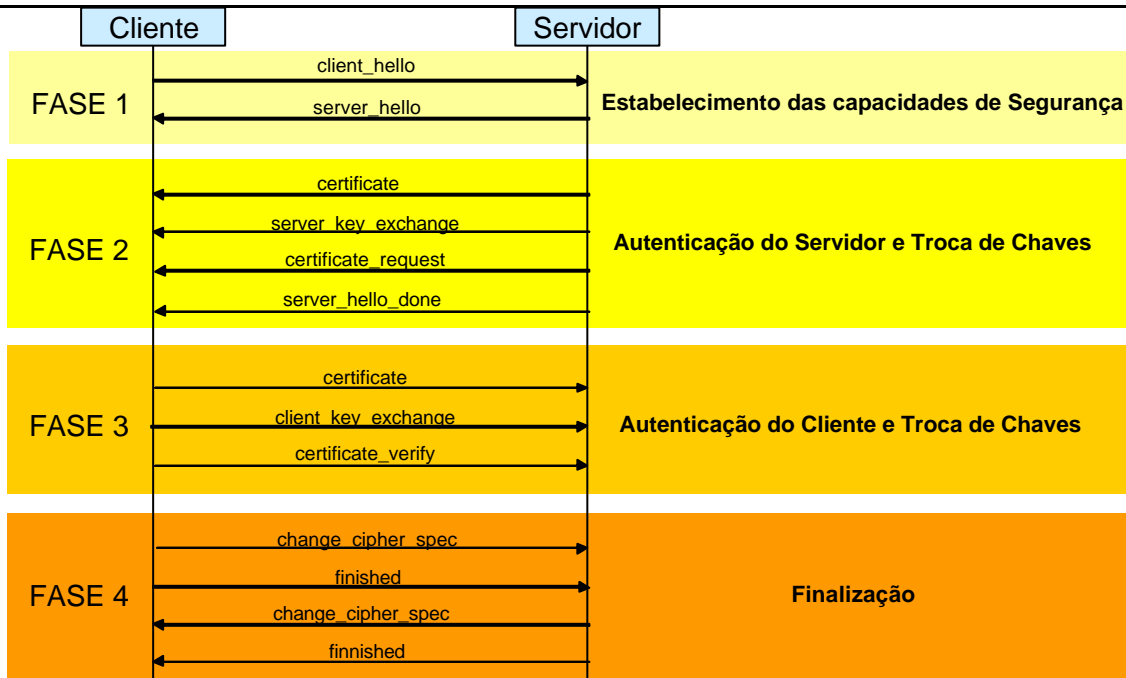 Cliente
Servidor
FASE 1
client_hello
server_hello
Estabelecimento das capacidades de Segurança
FASE 2
certificate
server_key_exchange
certificate_request
server_hello_done
Autenticação do Servidor e Troca de Chaves
FASE 3
certificate
client_key_exchange
certificate_verify
Autenticação do Cliente e Troca de Chaves
FASE 4
change_cipher_spec
finished
change_cipher_spec
finnished
Finalização